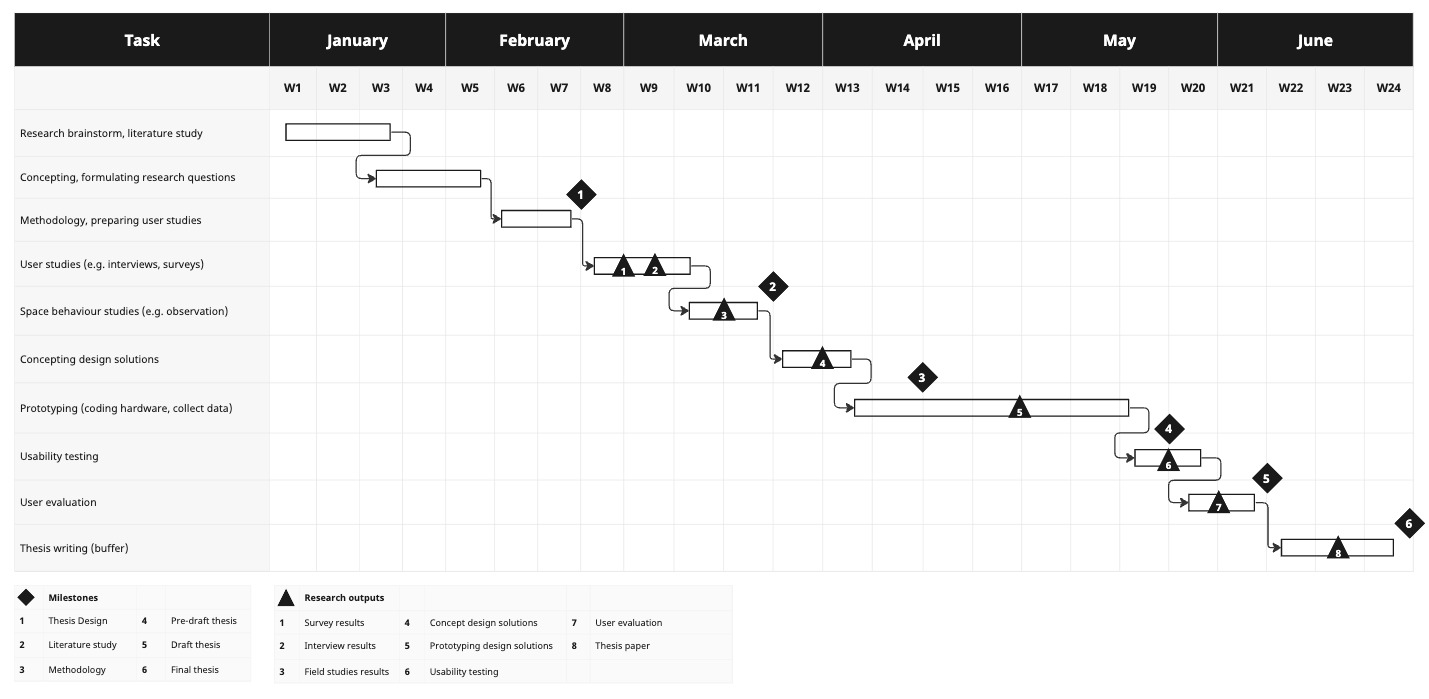 Task January February March April May June
W1 W2 W3 W4 W5 W6 W7 W8 W9 W10 W11 W12 W13 W14 W15 W16 W17 W18 W19 W20 W21 W22 W23 W24
Research brainstorm, literature study
Concepting, formulating research questions
1
Methodology, preparing user studies
User studies (e.g. interviews, surveys) 1 2
2
Space behaviour studies (e.g. observation) 3
Concepting design solutions 4
3
Prototyping (coding hardware, collect data) 5
4
Usability testing 6
5
User evaluation 7
6
Thesis writing (buffer) 8
Milestones
1 Thesis Design 4 Pre-draft thesis
2 Literature study 5 Draft thesis
3 Methodology 6 Final thesis
Research outputs
1 Survey results 4 Concept design solutions 7 User evaluation
2 Interview results 5 Prototyping design solutions 8 Thesis paper
3 Field studies results 6 Usability testing